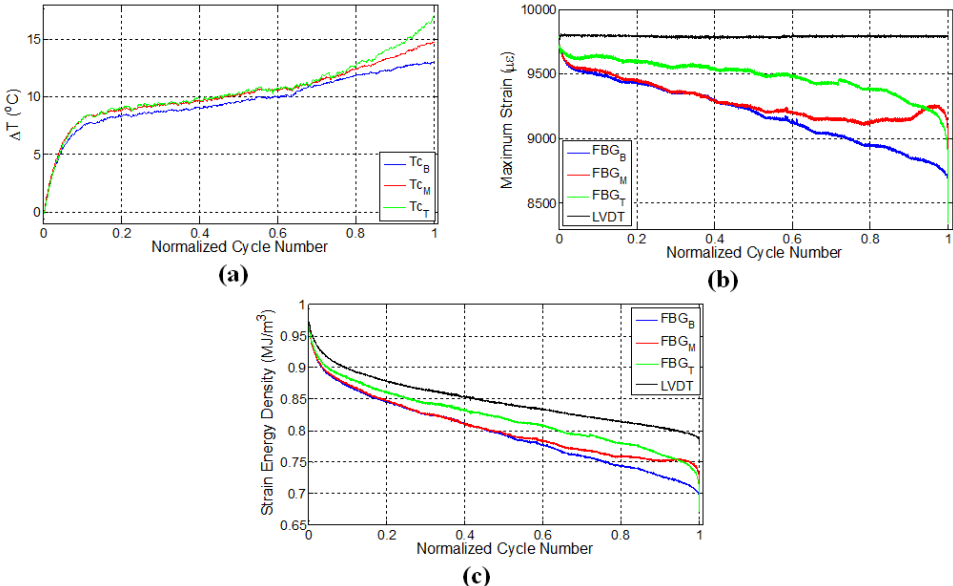 15
10
5
0
ΔT (°C)
Tc_B
Tc_M
Tc_T
0 0.2 0.4 0.6 0.8 1
Normalized Cycle Number
(a)
10000
9500
9000
8500
Maximum Strain (με)
FBG_B
FBG_M
FBG_T
LVDT
0 0.2 0.4 0.6 0.8 1
Normalized Cycle Number
(b)
1
0.95
0.9
0.85
0.8
0.75
0.7
0.65
Strain Energy Density (MJ/m³)
FBG_B
FBG_M
FBG_T
LVDT
0 0.2 0.4 0.6 0.8 1
Normalized Cycle Number
(c)